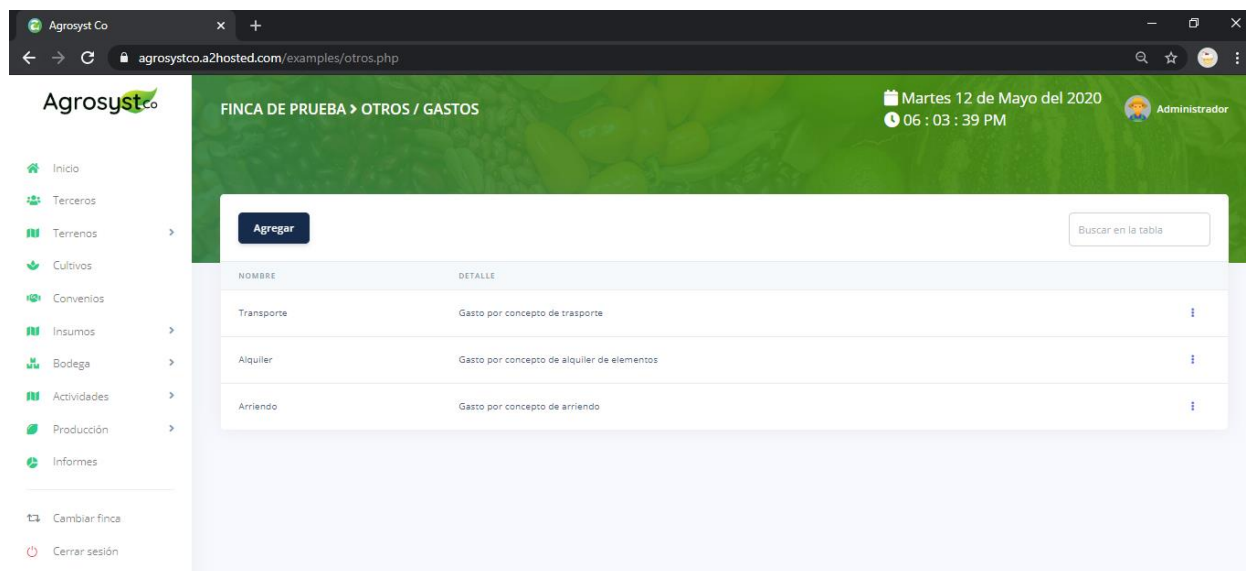 Agrosyst Co
agrosystco.a2hosted.com/examples/otros.php
Agrosystco
FINCA DE PRUEBA > OTROS / GASTOS
Martes 12 de Mayo del 2020
06 : 03 : 39 PM
Administrador
Inicio
Terceros
Terrenos
Cultivos
Convenios
Insumos
Bodega
Actividades
Producción
Informes
Cambiar finca
Cerrar sesión
Agregar
Buscar en la tabla
NOMBRE DETALLE
Transporte Gasto por concepto de trasporte
Alquiler Gasto por concepto de alquiler de elementos
Arriendo Gasto por concepto de arriendo